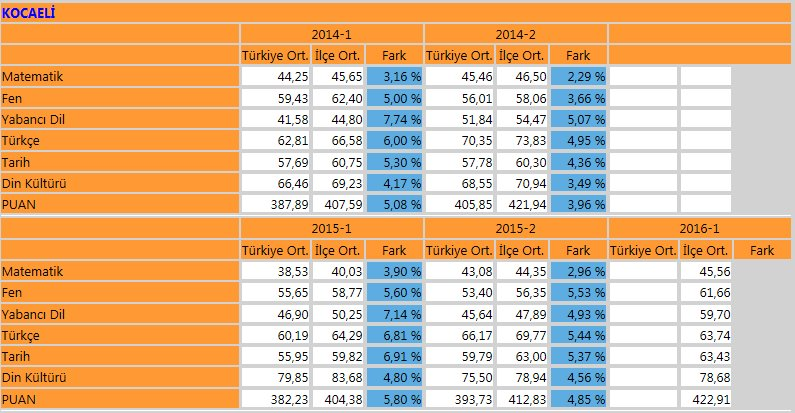 KOCAELİ
2014-1 2014-2
Türkiye Ort. İlçe Ort. Fark Türkiye Ort. İlçe Ort. Fark
Matematik 44,25 45,65 3,16 % 45,46 46,50 2,29 %
Fen 59,43 62,40 5,00 % 56,01 58,06 3,66 %
Yabancı Dil 41,58 44,80 7,74 % 51,84 54,47 5,07 %
Türkçe 62,81 66,58 6,00 % 70,35 73,83 4,95 %
Tarih 57,69 60,75 5,30 % 57,78 60,30 4,36 %
Din Kültürü 66,46 69,23 4,17 % 68,55 70,94 3,49 %
PUAN 387,89 407,59 5,08 % 405,85 421,94 3,96 %
2015-1 2015-2 2016-1
Türkiye Ort. İlçe Ort. Fark Türkiye Ort. İlçe Ort. Fark Türkiye Ort. İlçe Ort. Fark
Matematik 38,53 40,03 3,90 % 43,08 44,35 2,96 % 45,56
Fen 55,65 58,77 5,60 % 53,40 56,35 5,53 % 61,66
Yabancı Dil 46,90 50,25 7,14 % 45,64 47,89 4,93 % 59,70
Türkçe 60,19 64,29 6,81 % 66,17 69,77 5,44 % 63,74
Tarih 55,95 59,82 6,91 % 59,79 63,00 5,37 % 63,43
Din Kültürü 79,85 83,68 4,80 % 75,50 78,94 4,56 % 78,68
PUAN 382,23 404,38 5,80 % 393,73 412,83 4,85 % 422,91